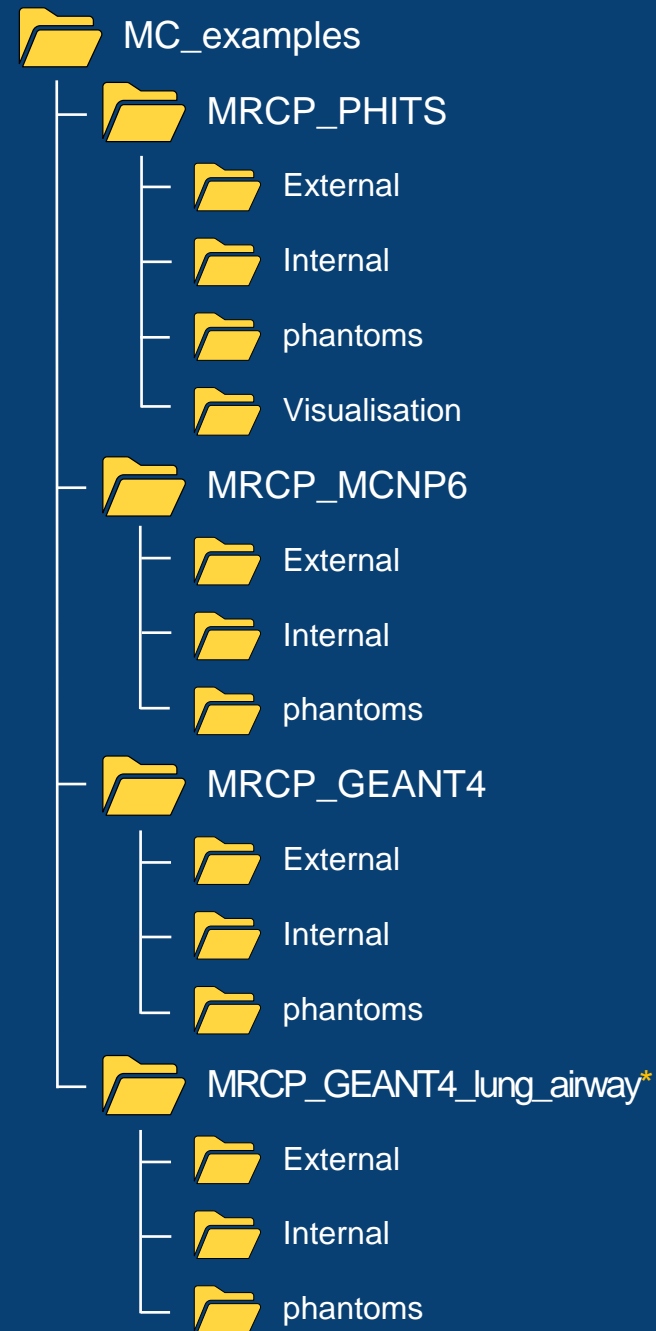 MC_examples
MRCP_PHITS
External
Internal
phantoms
Visualisation
MRCP_MCNP6
External
Internal
phantoms
MRCP_GEANT4
External
Internal
phantoms
MRCP_GEANT4_lung_airway*
External
Internal
phantoms